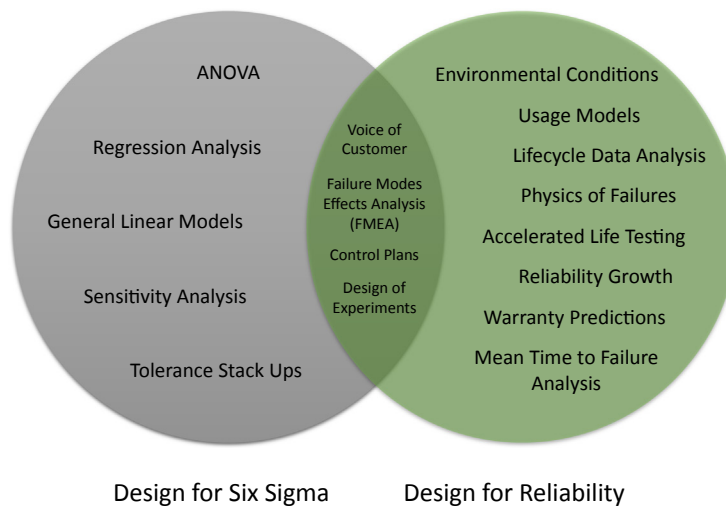 ANOVA
Regression Analysis
General Linear Models
Sensitivity Analysis
Tolerance Stack Ups
Voice of
Customer
Failure Modes
Effects Analysis
(FMEA)
Control Plans
Design of
Experiments
Environmental Conditions
Usage Models
Lifecycle Data Analysis
Physics of Failures
Accelerated Life Testing
Reliability Growth
Warranty Predictions
Mean Time to Failure
Analysis
Design for Six Sigma
Design for Reliability